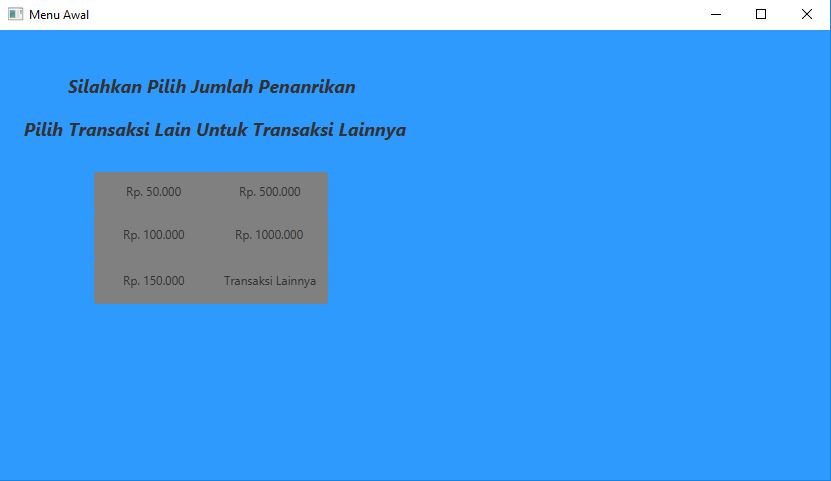 Menu Awal
Silahkan Pilih Jumlah Penanrikan
Pilih Transaksi Lain Untuk Transaksi Lainnya
Rp. 50.000 Rp. 500.000
Rp. 100.000 Rp. 1000.000
Rp. 150.000 Transaksi Lainnya